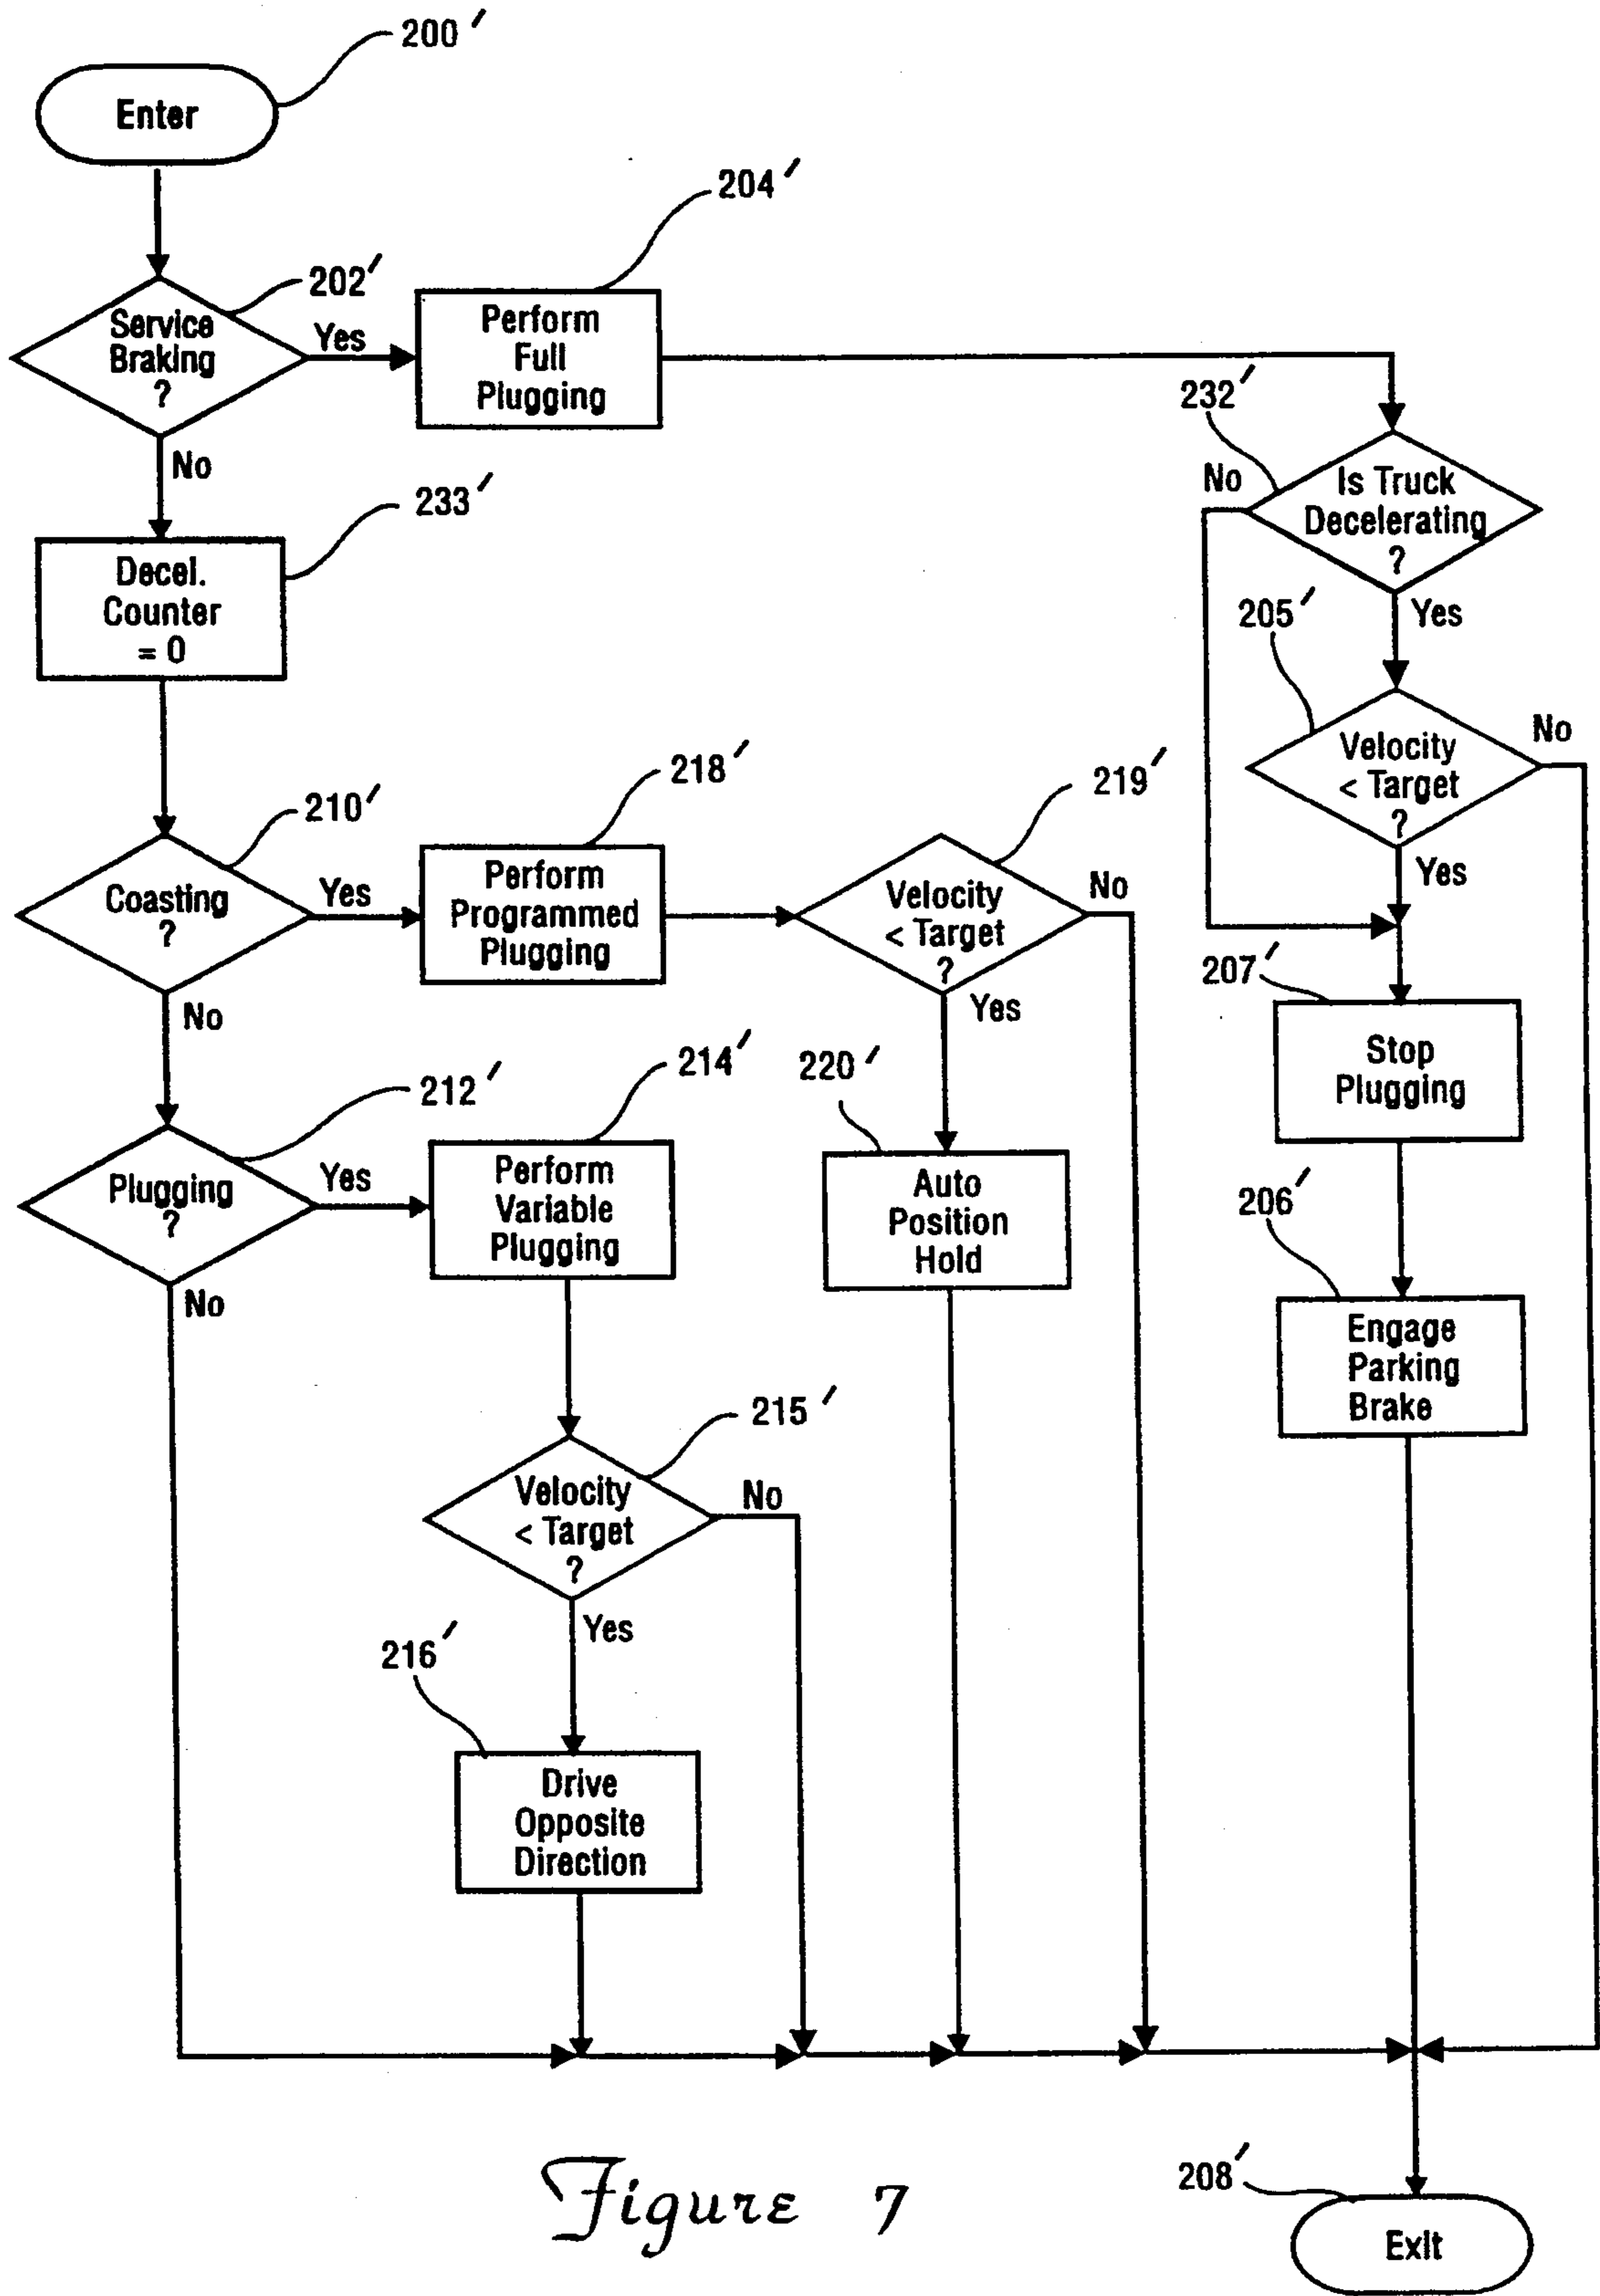 200′
Enter
204′
202′
Service
Braking
?
Yes
Perform
Full
Plugging
232′
No
Is Truck
Decelerating
?
Yes
No
233′
Decel.
Counter
= 0
205′
Velocity
< Target
?
No
Yes
210′
Coasting
?
Yes
218′
Perform
Programmed
Plugging
219′
Velocity
< Target
?
No
Yes
No
207′
Stop
Plugging
212′
Plugging
?
Yes
214′
Perform
Variable
Plugging
220′
Auto
Position
Hold
206′
Engage
Parking
Brake
No
215′
Velocity
< Target
?
No
Yes
216′
Drive
Opposite
Direction
208′
Exit
Figure 7